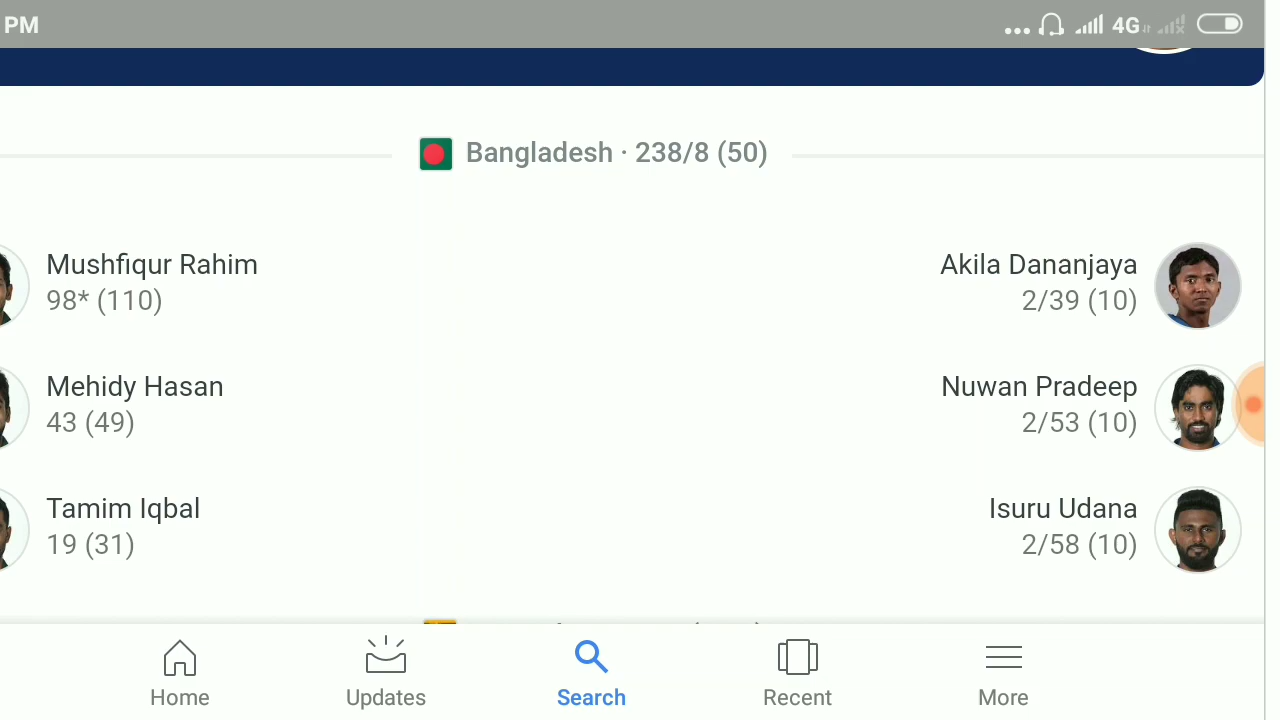 PM
4G
Bangladesh · 238/8 (50)
Mushfiqur Rahim
98* (110)
Akila Dananjaya
2/39 (10)
Mehidy Hasan
43 (49)
Nuwan Pradeep
2/53 (10)
Tamim Iqbal
19 (31)
Isuru Udana
2/58 (10)
Home
Updates
Search
Recent
More